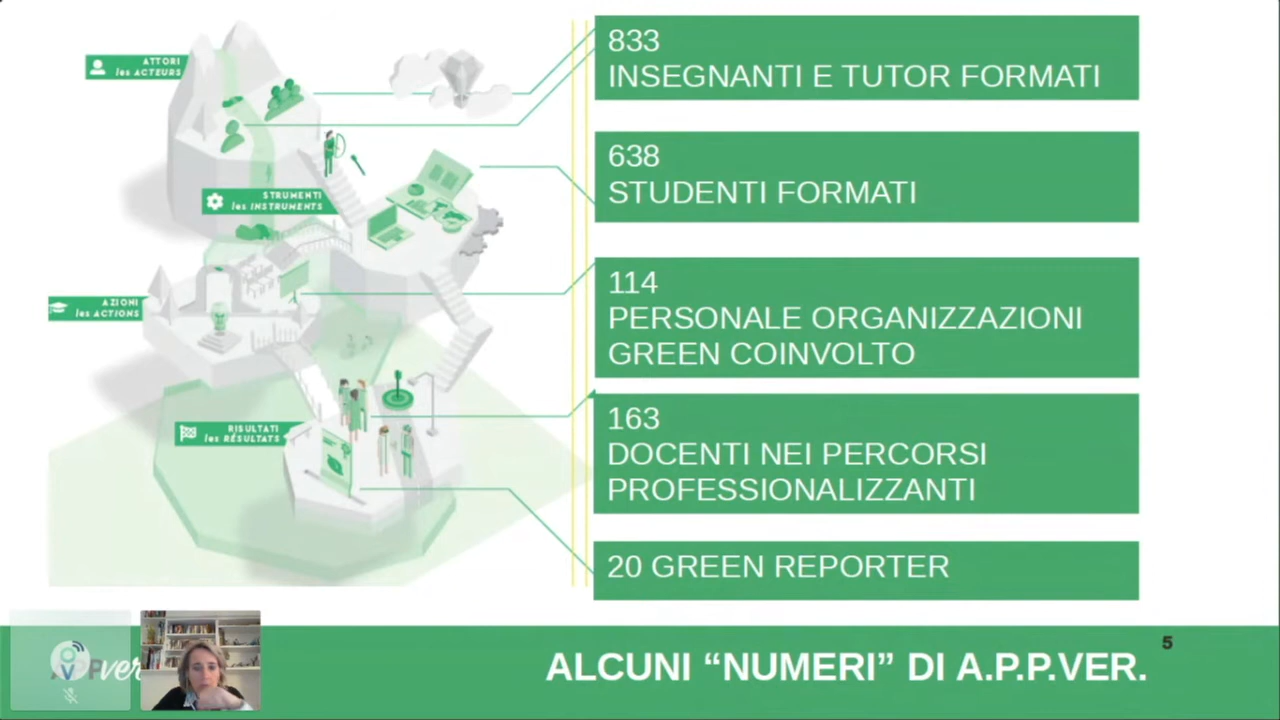 ATTORI
les ACTEURS
STRUMENTI
les INSTRUMENTS
AZIONI
les ACTIONS
RISULTATI
les RÉSULTATS
833
INSEGNANTI E TUTOR FORMATI
638
STUDENTI FORMATI
114
PERSONALE ORGANIZZAZIONI
GREEN COINVOLTO
163
DOCENTI NEI PERCORSI
PROFESSIONALIZZANTI
20 GREEN REPORTER
ALCUNI “NUMERI” DI A.P.P.VER.
5